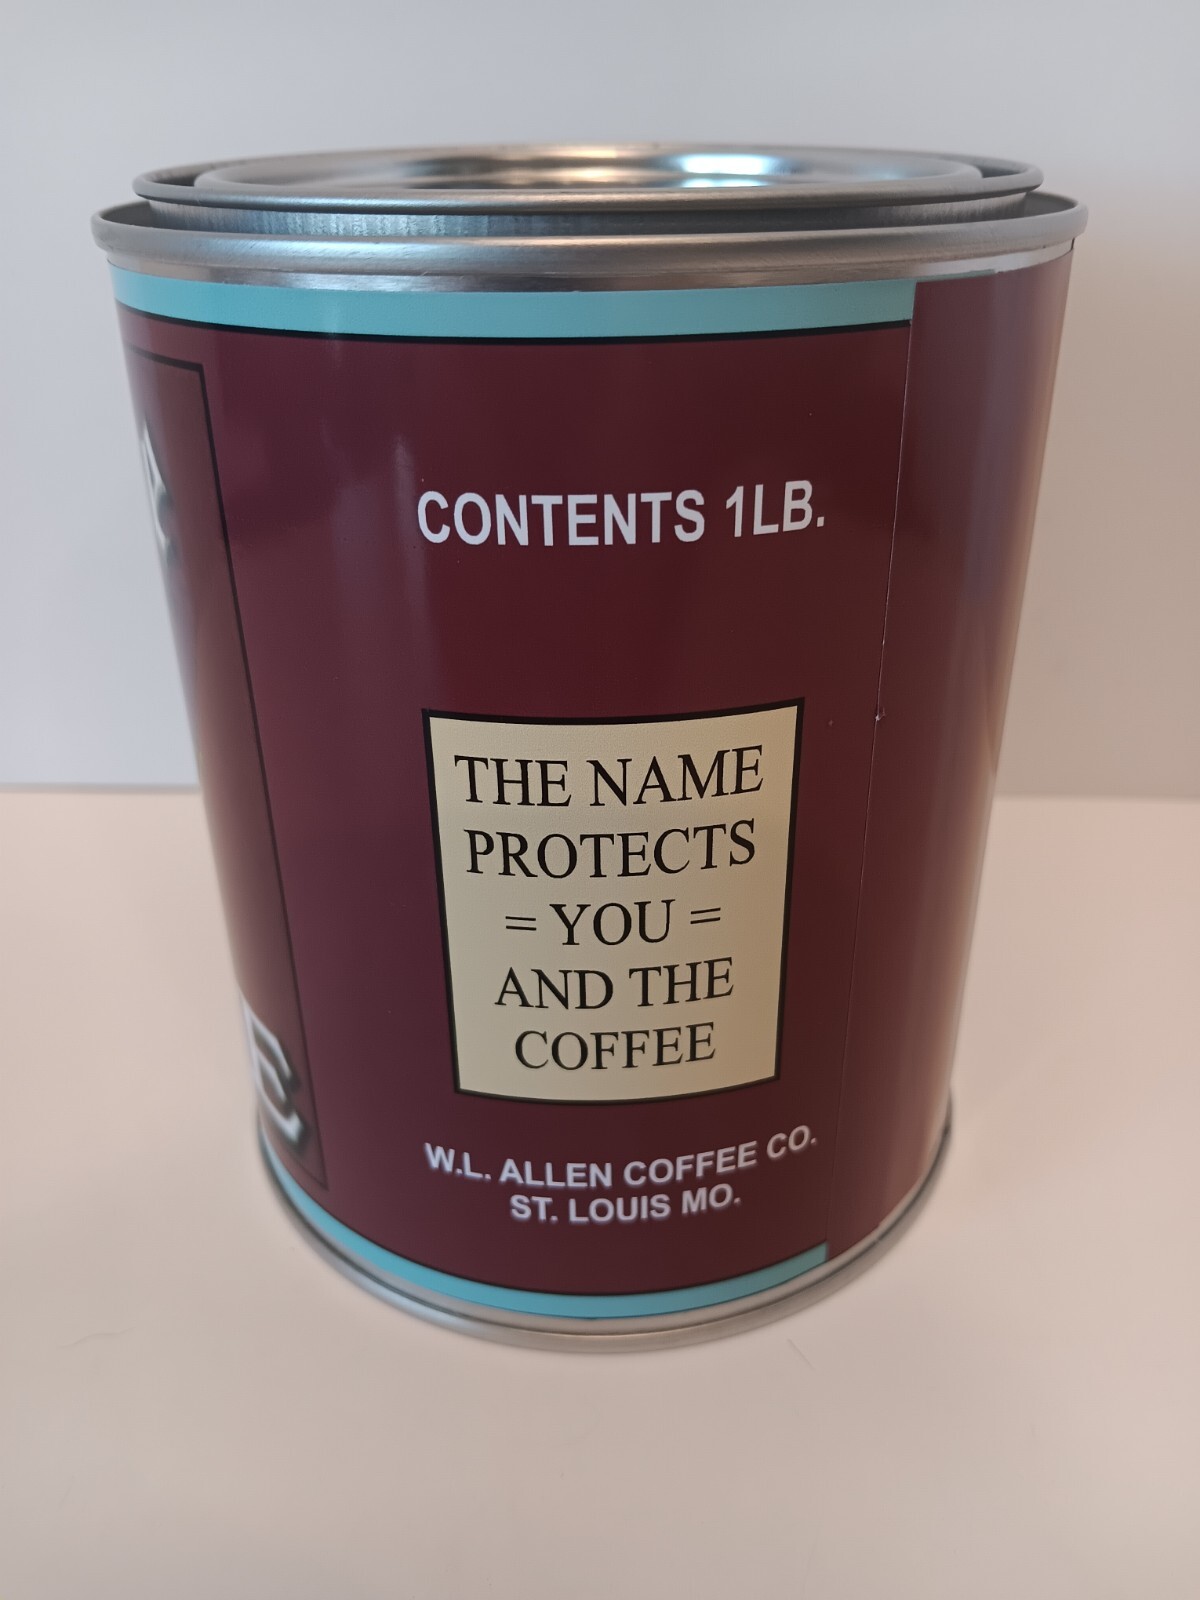 CONTENTS 1LB.
THE NAME
PROTECTS
= YOU =
AND THE
COFFEE
W.L. ALLEN COFFEE CO.
ST. LOUIS MO.